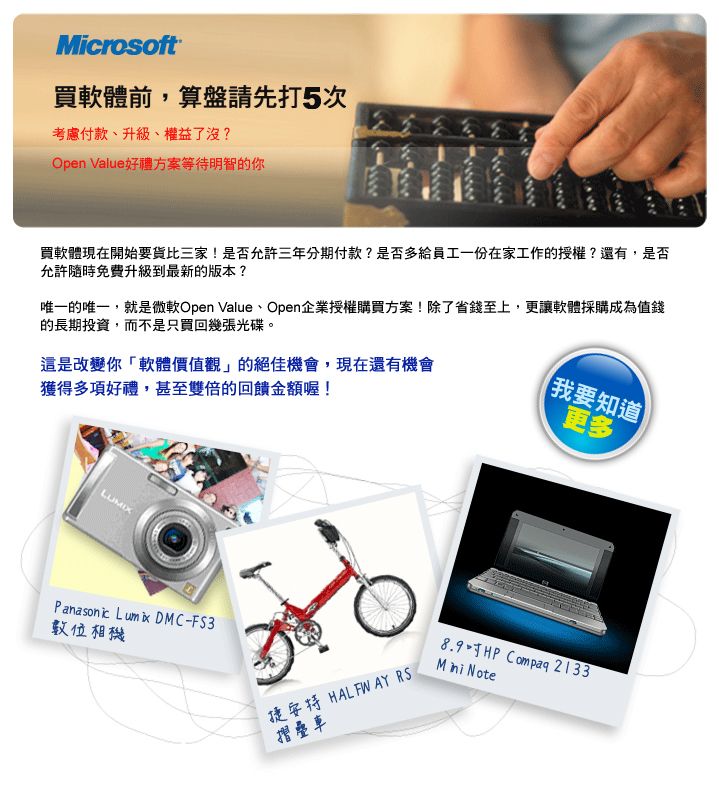 Microsoft
買軟體前，算盤請先打5次
考慮付款、升級、權益了沒？
Open Value好禮方案等待明智的你
買軟體現在開始要貨比三家！是否允許三年分期付款？是否多給員工一份在家工作的授權？還有，是否
允許隨時免費升級到最新的版本？
唯一的唯一，就是微軟Open Value、Open企業授權購買方案！除了省錢至上，更讓軟體採購成為值錢
的長期投資，而不是只買回幾張光碟。
這是改變你「軟體價值觀」的絕佳機會，現在還有機會
獲得多項好禮，甚至雙倍的回饋金額喔！
我要知道
更多
LUMIX
Panasonic Lumix DMC-FS3
數位相機
捷安特 HALFWAY RS
摺疊車
8.9吋HP Compaq 2133
Mini Note